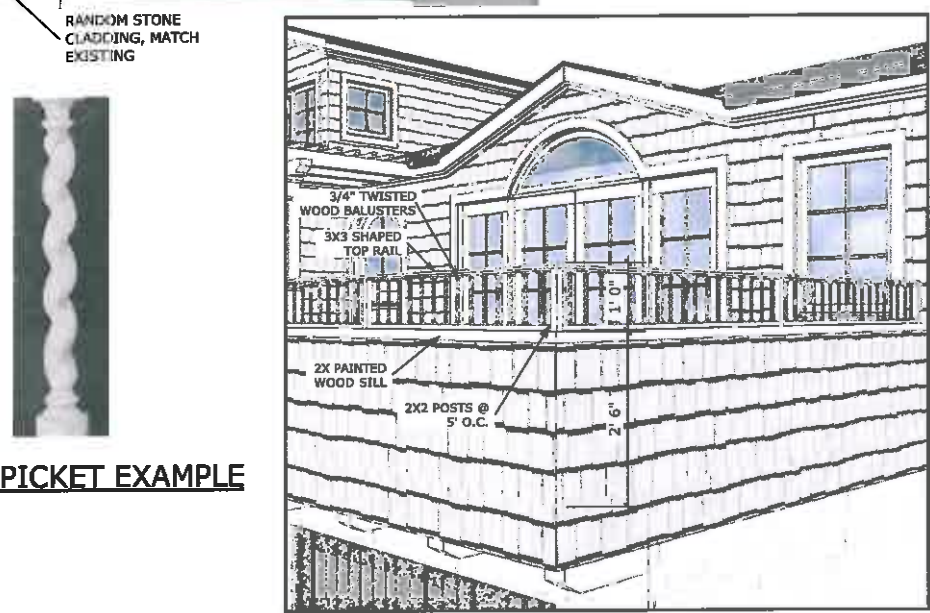 RANDOM STONE
CLADDING, MATCH
EXISTING
3/4" TWISTED
WOOD BALUSTERS
3X3 SHAPED
TOP RAIL
1' 0"
2X PAINTED
WOOD SILL
2X2 POSTS @
5' O.C.
2' 6"
PICKET EXAMPLE